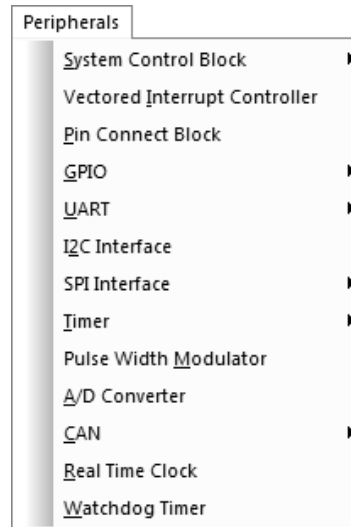 Peripherals
System Control Block
Vectored Interrupt Controller
Pin Connect Block
GPIO
UART
I2C Interface
SPI Interface
Timer
Pulse Width Modulator
A/D Converter
CAN
Real Time Clock
Watchdog Timer